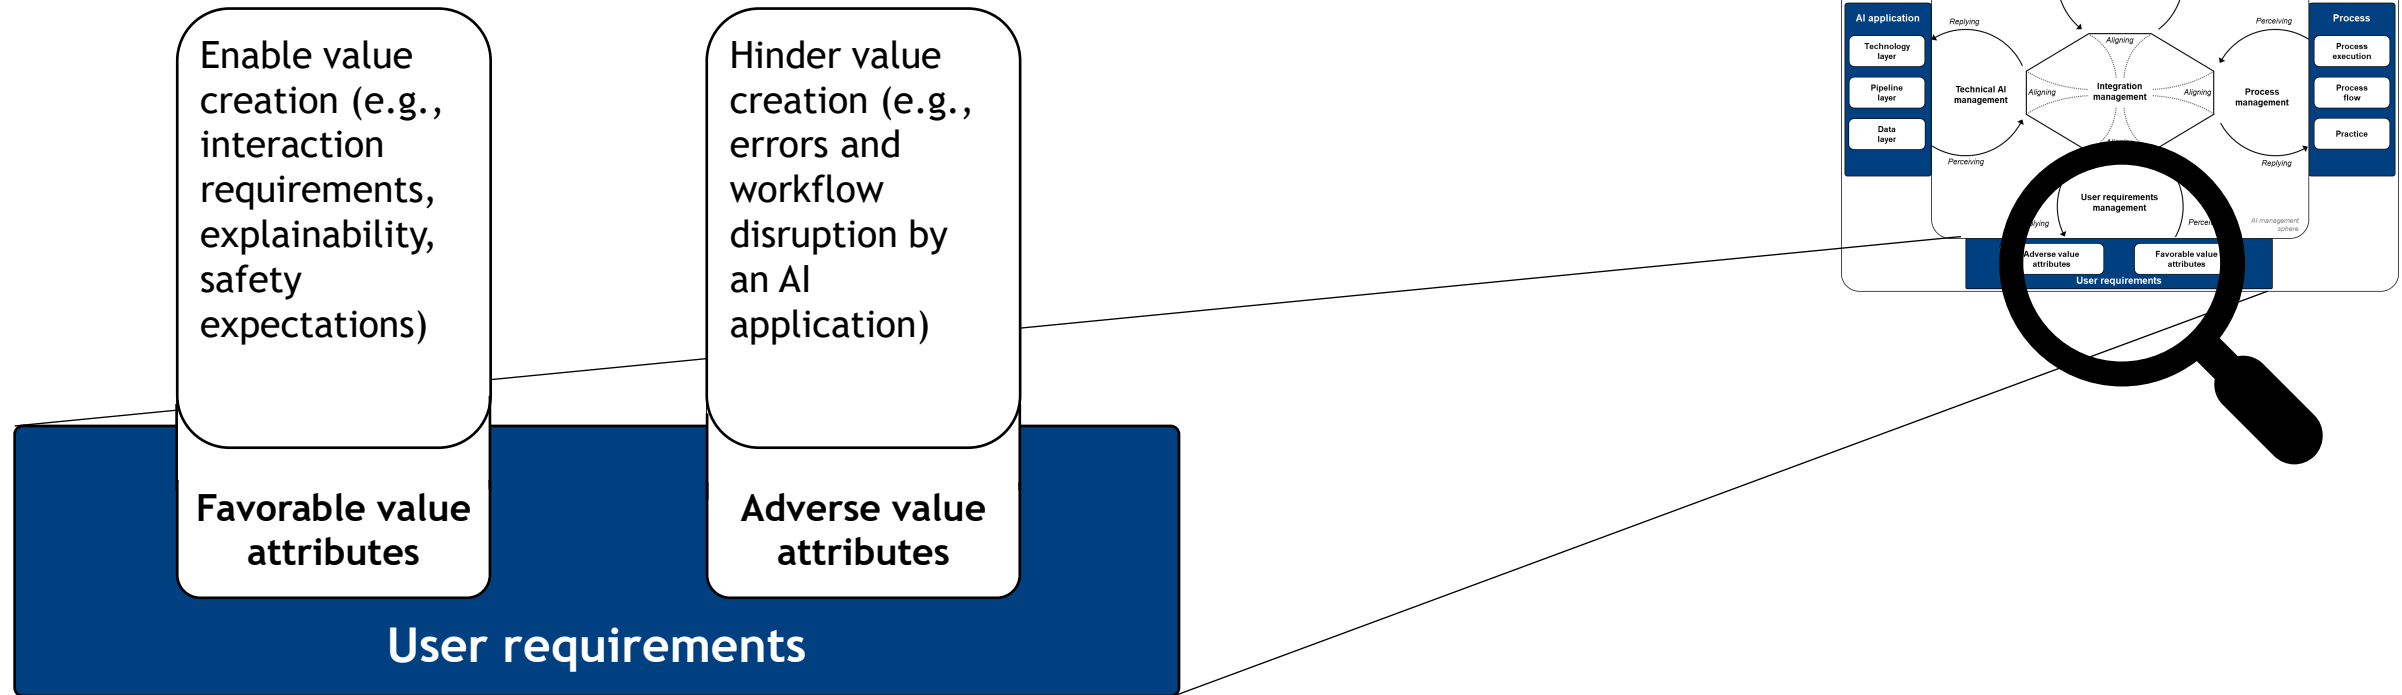 Enable value
creation (e.g.,
interaction
requirements,
explainability,
safety
expectations)
Favorable value
attributes
Hinder value
creation (e.g.,
errors and
workflow
disruption by
an AI
application)
Adverse value
attributes
User requirements
AI application
Technology
layer
Pipeline
layer
Data
layer
Replying
Technical AI
management
Perceiving
Aligning
Aligning
Integration
management
Aligning
Perceiving
Process
management
Replying
Process
Process
execution
Process
flow
Practice
User requirements
management
AI management
sphere
Adverse value
attributes
Favorable value
attributes
User requirements